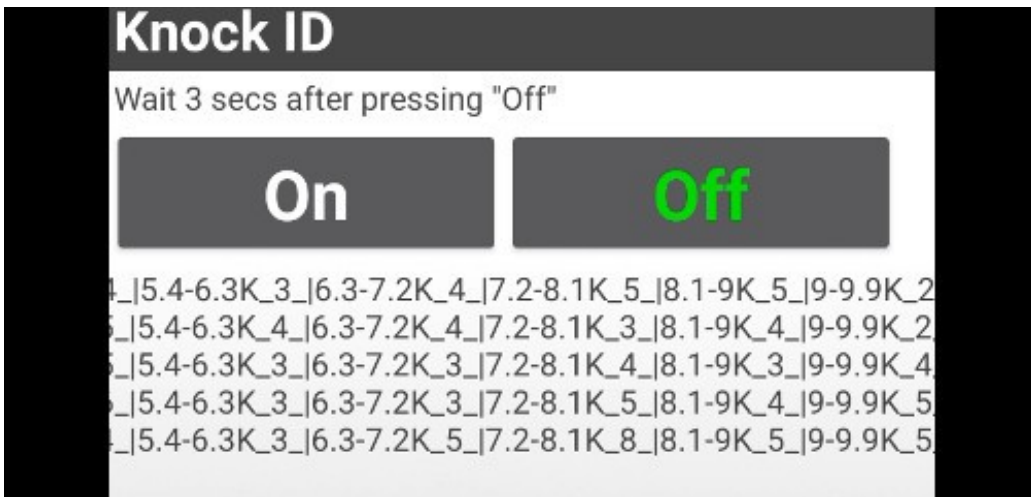 Knock ID
Wait 3 secs after pressing "Off"
On Off
_|5.4-6.3K_3_|6.3-7.2K_4_|7.2-8.1K_5_|8.1-9K_5_|9-9.9K_2
_|5.4-6.3K_4_|6.3-7.2K_4_|7.2-8.1K_3_|8.1-9K_4_|9-9.9K_2
_|5.4-6.3K_3_|6.3-7.2K_3_|7.2-8.1K_4_|8.1-9K_3_|9-9.9K_4
_|5.4-6.3K_3_|6.3-7.2K_3_|7.2-8.1K_5_|8.1-9K_4_|9-9.9K_5
_|5.4-6.3K_3_|6.3-7.2K_5_|7.2-8.1K_8_|8.1-9K_5_|9-9.9K_5